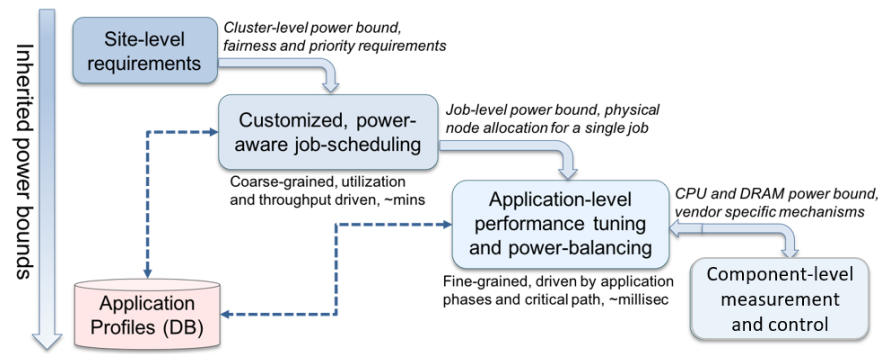 Inherited power bounds
Site-level
requirements
Cluster-level power bound,
fairness and priority requirements
Customized, power-
aware job-scheduling
Job-level power bound, physical
node allocation for a single job
Coarse-grained, utilization
and throughput driven, ~mins
Application-level
performance tuning
and power-balancing
CPU and DRAM power bound,
vendor specific mechanisms
Fine-grained, driven by application
phases and critical path, ~millisec
Component-level
measurement
and control
Application
Profiles (DB)